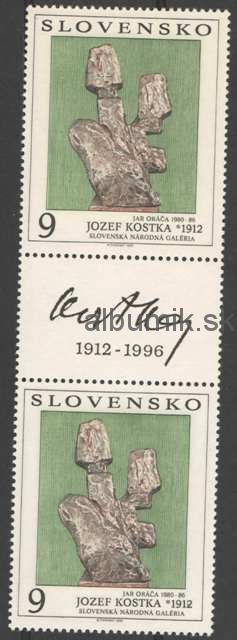 SLOVENSKO
9
JAR ORÁČA 1980-86
JOZEF KOSTKA *1912
SLOVENSKÁ NÁRODNÁ GALÉRIA
albumik.sk
1912-1996
SLOVENSKO
9
JAR ORÁČA 1980-86
JOZEF KOSTKA *1912
SLOVENSKÁ NÁRODNÁ GALÉRIA